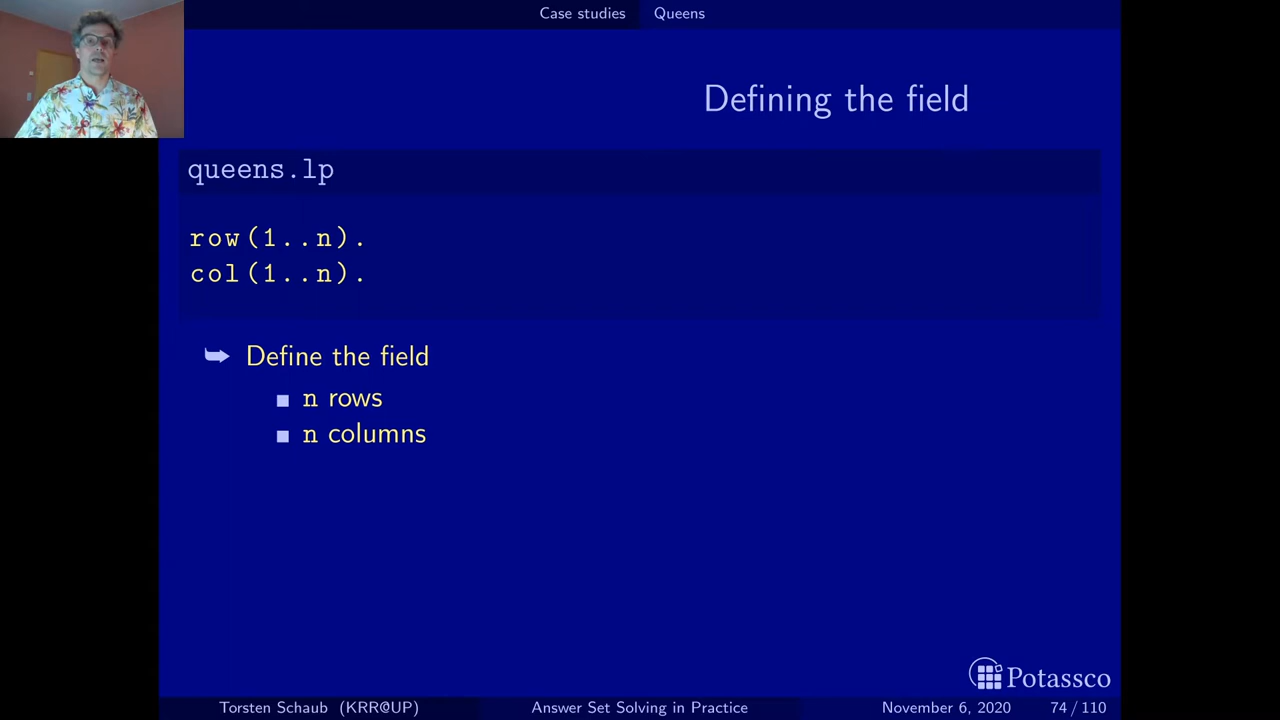 Case studies Queens
Defining the field
queens.lp
row(1..n).
col(1..n).
➥ Define the field
■ n rows
■ n columns
Potassco
Torsten Schaub (KRR@UP) Answer Set Solving in Practice November 6, 2020 74 / 110